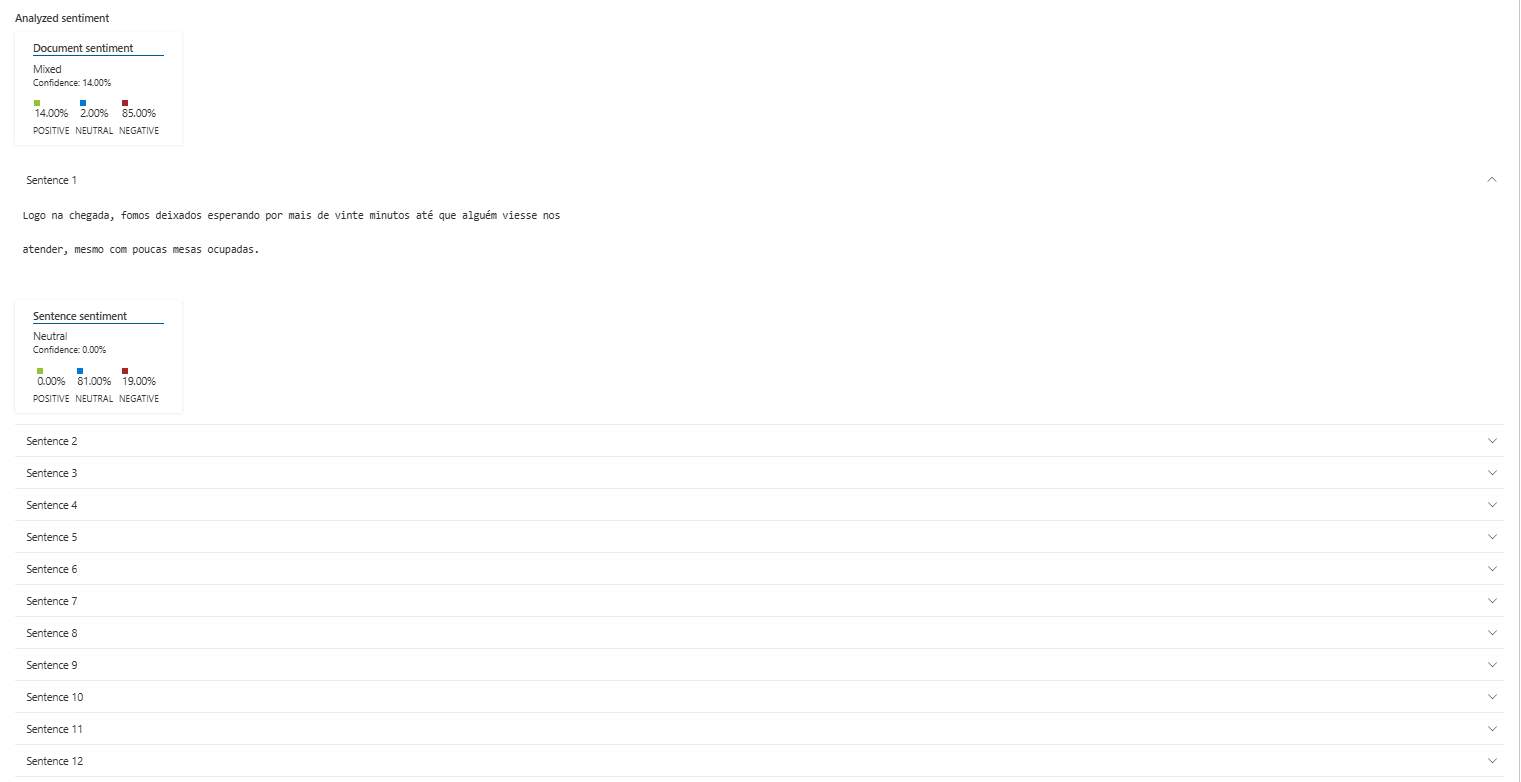 Analyzed sentiment
Document sentiment
Mixed
Confidence: 14.00%
14.00% 2.00% 85.00%
POSITIVE NEUTRAL NEGATIVE
Sentence 1
Logo na chegada, fomos deixados esperando por mais de vinte minutos até que alguém viesse nos
atender, mesmo com poucas mesas ocupadas.
Sentence sentiment
Neutral
Confidence: 0.00%
0.00% 81.00% 19.00%
POSITIVE NEUTRAL NEGATIVE
Sentence 2
Sentence 3
Sentence 4
Sentence 5
Sentence 6
Sentence 7
Sentence 8
Sentence 9
Sentence 10
Sentence 11
Sentence 12